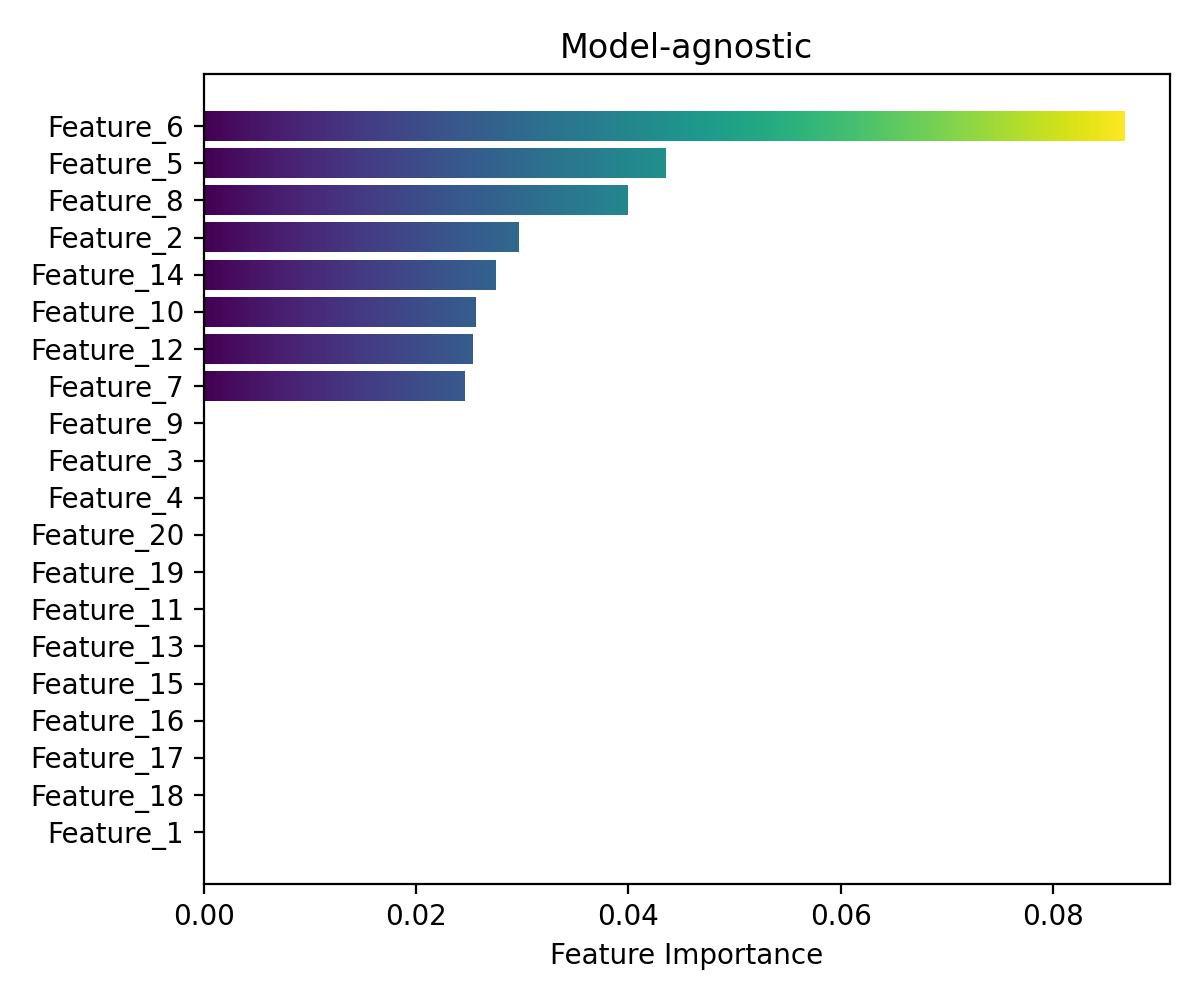 Model-agnostic
Feature_6
Feature_5
Feature_8
Feature_2
Feature_14
Feature_10
Feature_12
Feature_7
Feature_9
Feature_3
Feature_4
Feature_20
Feature_19
Feature_11
Feature_13
Feature_15
Feature_16
Feature_17
Feature_18
Feature_1
0.00 0.02 0.04 0.06 0.08
Feature Importance